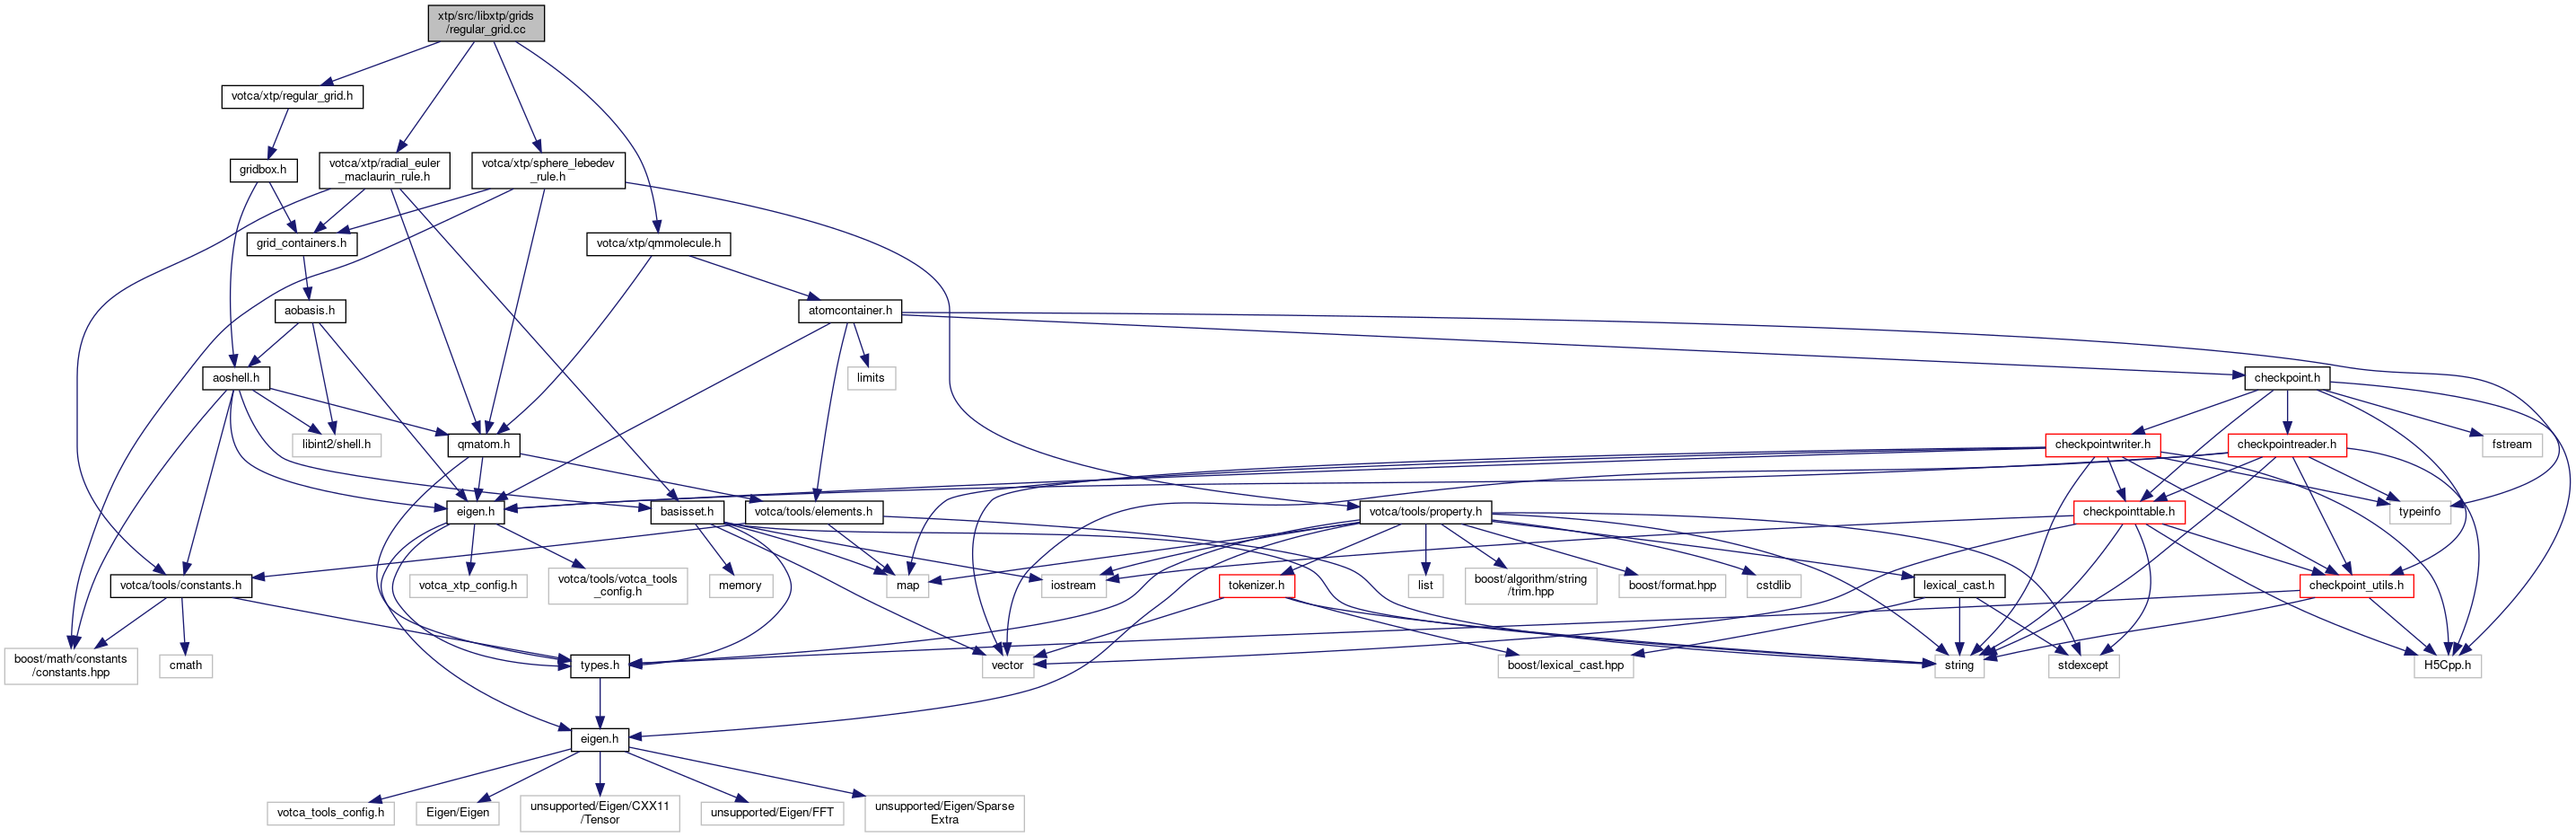 xtp/src/libxtp/grids
/regular_grid.cc
votca/xtp/regular_grid.h
votca/xtp/radial_euler
_maclaurin_rule.h
votca/xtp/sphere_lebedev
_rule.h
gridbox.h
grid_containers.h
votca/xtp/qmmolecule.h
aobasis.h
atomcontainer.h
aoshell.h
limits
checkpoint.h
libint2/shell.h
qmatom.h
checkpointwriter.h
checkpointreader.h
fstream
eigen.h
basisset.h
votca/tools/elements.h
votca/tools/property.h
checkpointtable.h
typeinfo
votca/tools/constants.h
votca_xtp_config.h
votca/tools/votca_tools
_config.h
memory
map
iostream
tokenizer.h
list
boost/algorithm/string
/trim.hpp
boost/format.hpp
cstdlib
lexical_cast.h
checkpoint_utils.h
boost/math/constants
/constants.hpp
cmath
types.h
vector
boost/lexical_cast.hpp
string
stdexcept
H5Cpp.h
eigen.h
votca_tools_config.h
Eigen/Eigen
unsupported/Eigen/CXX11
/Tensor
unsupported/Eigen/FFT
unsupported/Eigen/Sparse
Extra